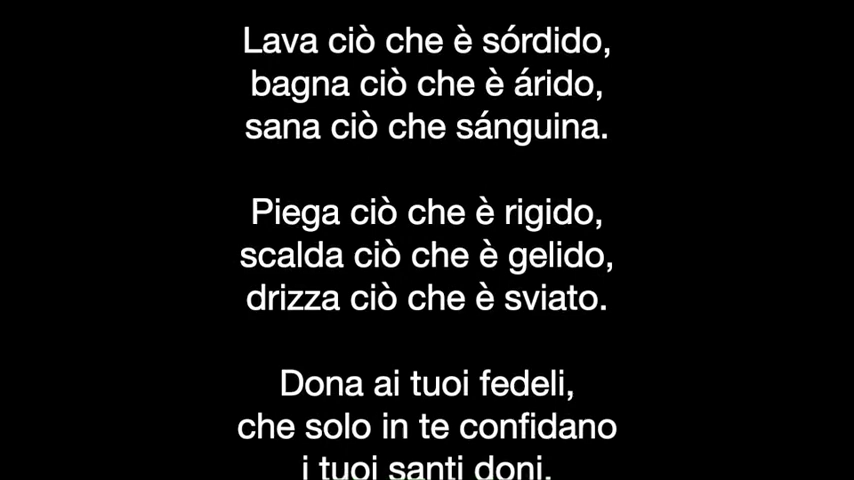 Lava ciò che è sórdido,
bagna ciò che è árido,
sana ciò che sánguina.
Piega ciò che è rigido,
scalda ciò che è gelido,
drizza ciò che è sviato.
Dona ai tuoi fedeli,
che solo in te confidano
i tuoi santi doni.